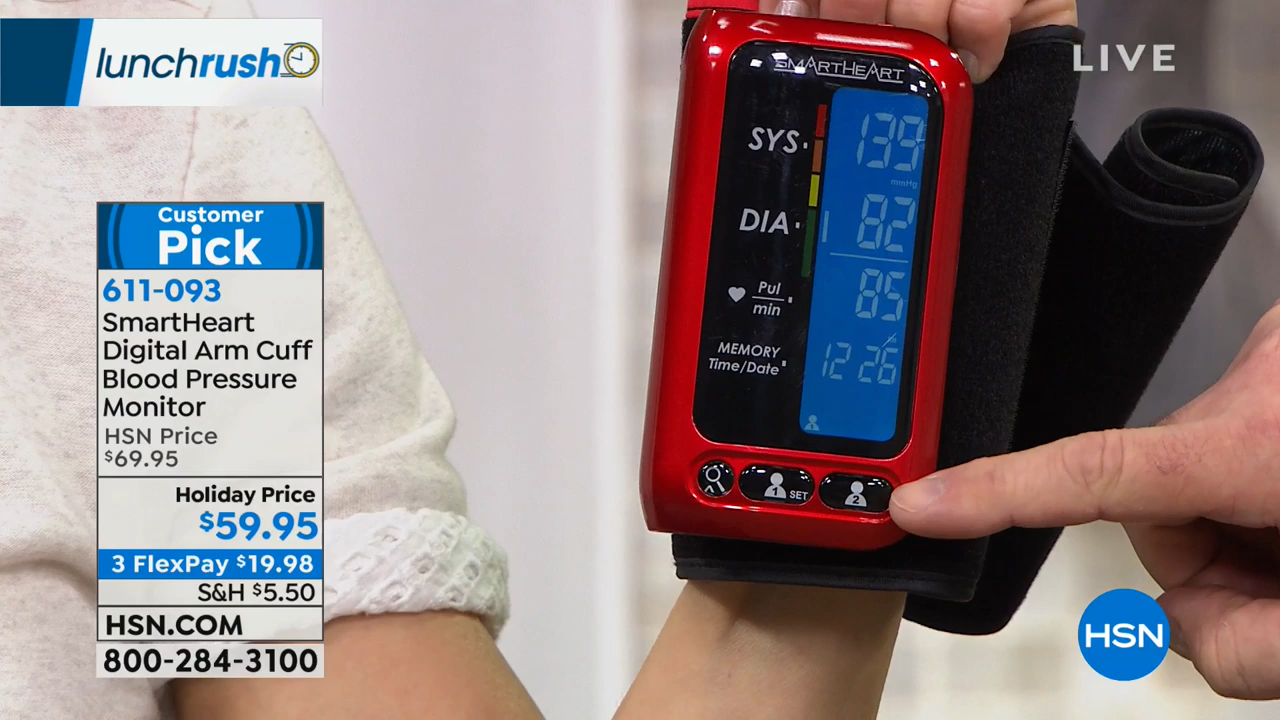 lunchrush
LIVE
Customer
Pick
611-093
SmartHeart
Digital Arm Cuff
Blood Pressure
Monitor
HSN Price
$69.95
Holiday Price
$59.95
3 FlexPay $19.98
S&H $5.50
HSN.COM
800-284-3100
SMARTHEART
SYS
139
mmHg
DIA
82
Pul
min
85
MEMORY
Time/Date
12 26
1 SET
2
HSN